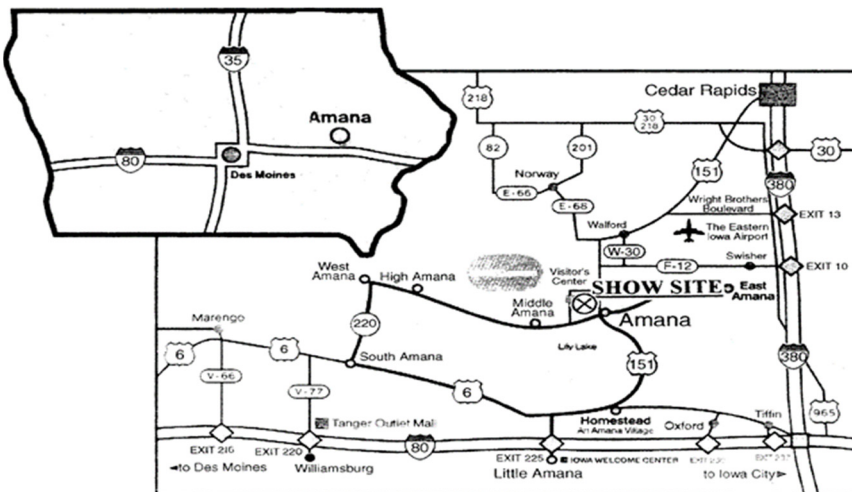 35
Amana
80
Des Moines
218
Cedar Rapids
30
218
82
201
30
151
Norway
E-66
E-68
380
Wright Brothers
Boulevard
EXIT 13
Walford
The Eastern
Iowa Airport
W-30
Swisher
F-12
EXIT 10
West
Amana
High Amana
Visitor's
Center
SHOW SITE
East
Amana
Middle
Amana
Amana
220
Marengo
6
6
Lily Lake
South Amana
151
380
V-66
V-77
6
Homestead
An Amana Village
965
Tanger Outlet Mall
Oxford
Tiffin
EXIT 216
EXIT 220
80
EXIT 225
IOWA WELCOME CENTER
to Des Moines
Williamsburg
Little Amana
to Iowa City